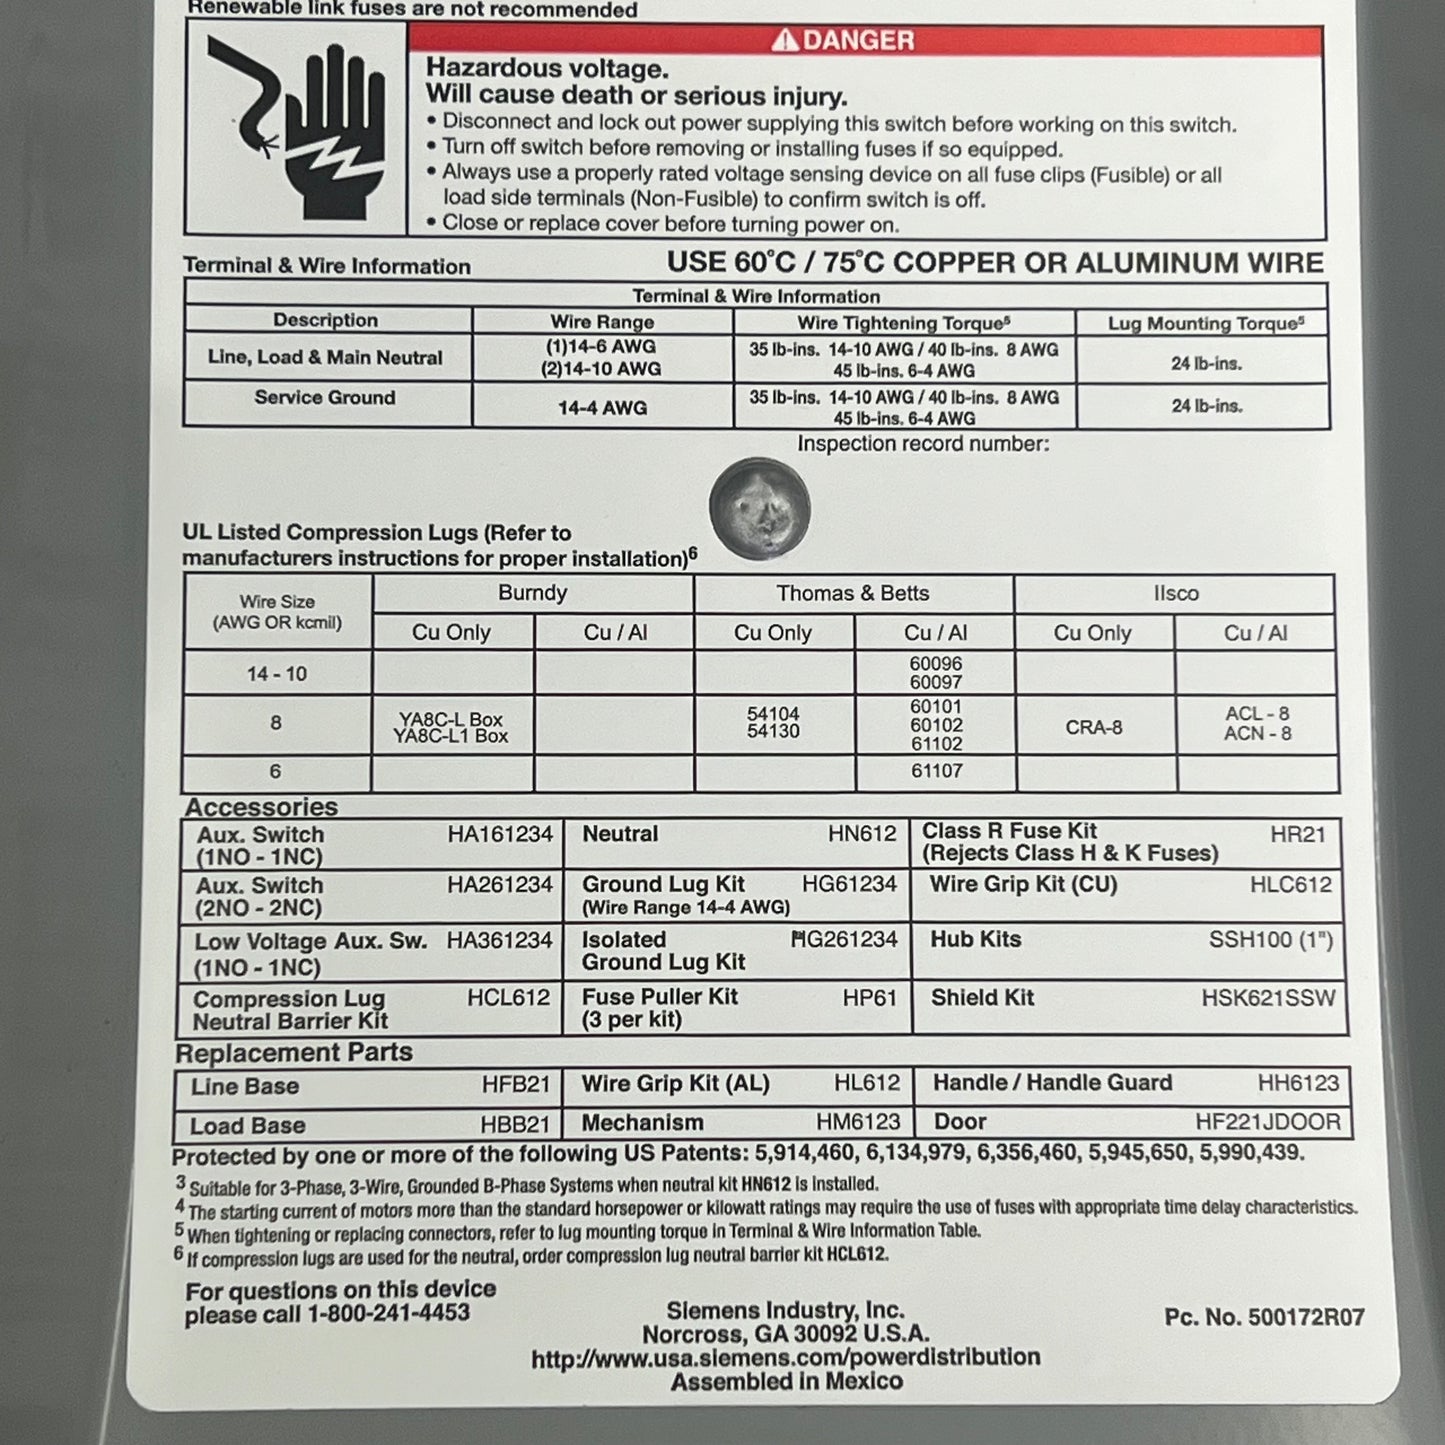 Renewable link fuses are not recommended
DANGER
Hazardous voltage.
Will cause death or serious injury.
• Disconnect and lock out power supplying this switch before working on this switch.
• Turn off switch before removing or installing fuses if so equipped.
• Always use a properly rated voltage sensing device on all fuse clips (Fusible) or all
load side terminals (Non-Fusible) to confirm switch is off.
• Close or replace cover before turning power on.
Terminal & Wire Information USE 60°C / 75°C COPPER OR ALUMINUM WIRE
Terminal & Wire Information
Description Wire Range Wire Tightening Torque⁵ Lug Mounting Torque⁵
Line, Load & Main Neutral (1)14-6 AWG 35 lb-ins. 14-10 AWG / 40 lb-ins. 8 AWG 24 lb-ins.
(2)14-10 AWG 45 lb-ins. 6-4 AWG
Service Ground 14-4 AWG 35 lb-ins. 14-10 AWG / 40 lb-ins. 8 AWG 24 lb-ins.
45 lb-ins. 6-4 AWG
Inspection record number:
UL Listed Compression Lugs (Refer to
manufacturers instructions for proper installation)⁶
Wire Size Burndy Thomas & Betts Ilsco
(AWG OR kcmil) Cu Only Cu / Al Cu Only Cu / Al Cu Only Cu / Al
14 - 10 60096
60097
8 YA8C-L Box 54104 60101 CRA-8 ACL - 8
YA8C-L1 Box 54130 60102 ACN - 8
61102
6 61107
Accessories
Aux. Switch HA161234 Neutral HN612 Class R Fuse Kit HR21
(1NO - 1NC) (Rejects Class H & K Fuses)
Aux. Switch HA261234 Ground Lug Kit HG61234 Wire Grip Kit (CU) HLC612
(2NO - 2NC) (Wire Range 14-4 AWG)
Low Voltage Aux. Sw. HA361234 Isolated HG261234 Hub Kits SSH100 (1")
(1NO - 1NC) Ground Lug Kit
Compression Lug HCL612 Fuse Puller Kit HP61 Shield Kit HSK621SSW
Neutral Barrier Kit (3 per kit)
Replacement Parts
Line Base HFB21 Wire Grip Kit (AL) HL612 Handle / Handle Guard HH6123
Load Base HBB21 Mechanism HM6123 Door HF221JDOOR
Protected by one or more of the following US Patents: 5,914,460, 6,134,979, 6,356,460, 5,945,650, 5,990,439.
³ Suitable for 3-Phase, 3-Wire, Grounded B-Phase Systems when neutral kit HN612 is installed.
⁴ The starting current of motors more than the standard horsepower or kilowatt ratings may require the use of fuses with appropriate time delay characteristics.
⁵ When tightening or replacing connectors, refer to lug mounting torque in Terminal & Wire Information Table.
⁶ If compression lugs are used for the neutral, order compression lug neutral barrier kit HCL612.
For questions on this device
please call 1-800-241-4453
Siemens Industry, Inc.
Norcross, GA 30092 U.S.A.
http://www.usa.siemens.com/powerdistribution
Assembled in Mexico
Pc. No. 500172R07